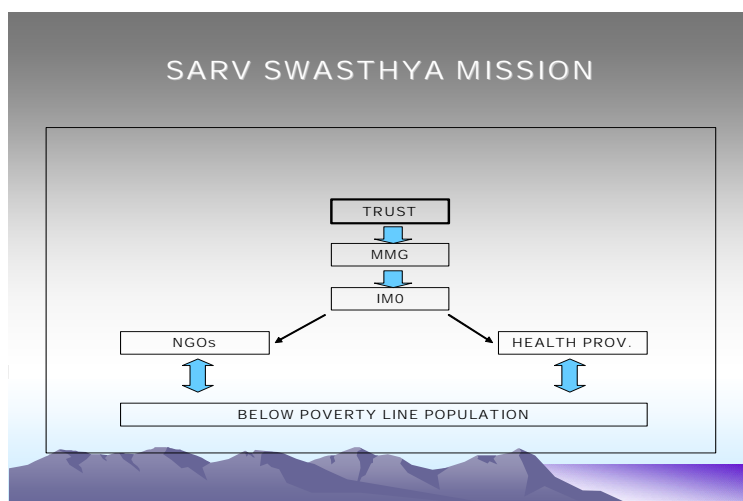 SARV SWASTHYA MISSION
TRUST
MMG
IM0
NGOs
HEALTH PROV.
BELOW POVERTY LINE POPULATION